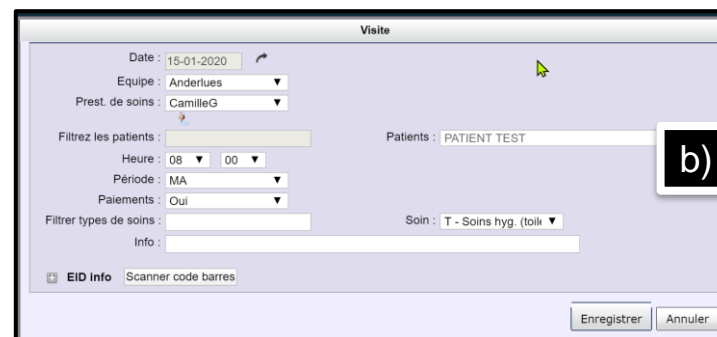 Visite
Date : 15-01-2020
Equipe : Anderlues
Prest. de soins : CamilleG
Filtrez les patients : Patients : PATIENT TEST
Heure : 08 00
Période : MA
Paiements : Oui
Filtrer types de soins : Soin : T - Soins hyg. (toile
Info :
EID info Scanner code barres
Enregistrer Annuler
b)